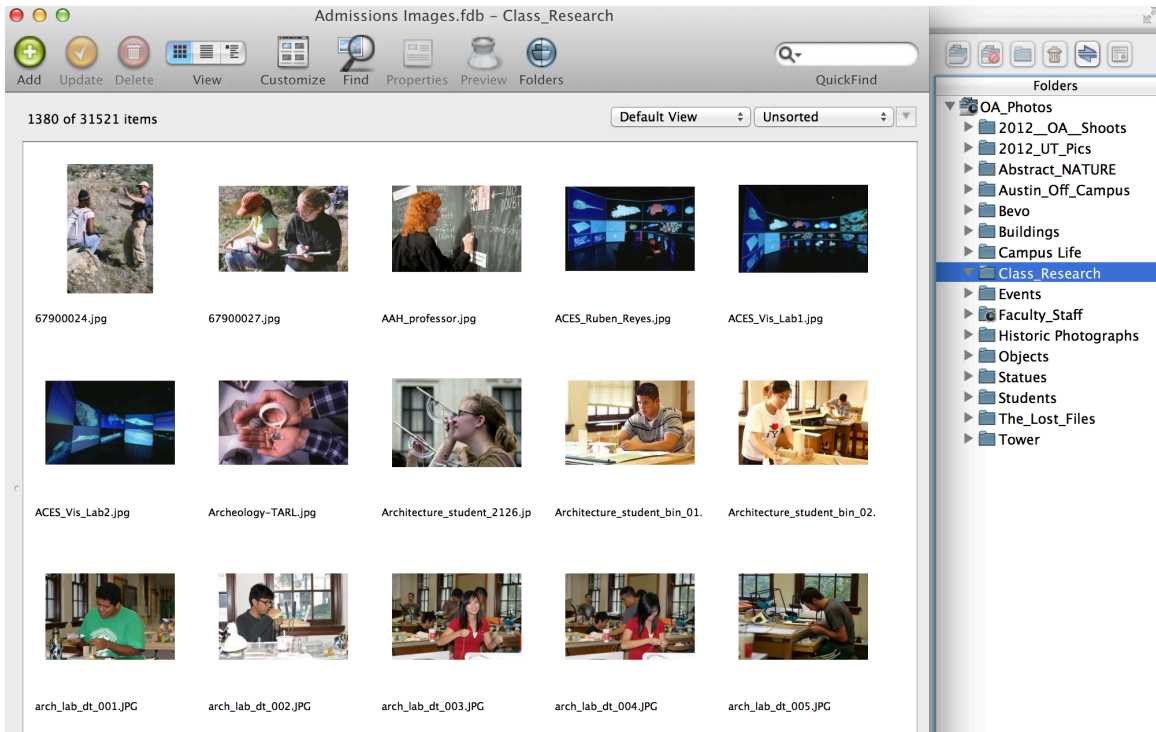 Admissions Images.fdb – Class_Research
Add Update Delete View Customize Find Properties Preview Folders QuickFind
1380 of 31521 items
Default View Unsorted
67900024.jpg 67900027.jpg AAH_professor.jpg ACES_Ruben_Reyes.jpg ACES_Vis_Lab1.jpg
ACES_Vis_Lab2.jpg Archeology-TARL.jpg Architecture_student_2126.jp Architecture_student_bin_01. Architecture_student_bin_02.
arch_lab_dt_001.JPG arch_lab_dt_002.JPG arch_lab_dt_003.JPG arch_lab_dt_004.JPG arch_lab_dt_005.JPG
Folders
OA_Photos
2012__OA__Shoots
2012_UT_Pics
Abstract_NATURE
Austin_Off_Campus
Bevo
Buildings
Campus Life
Class_Research
Events
Faculty_Staff
Historic Photographs
Objects
Statues
Students
The_Lost_Files
Tower